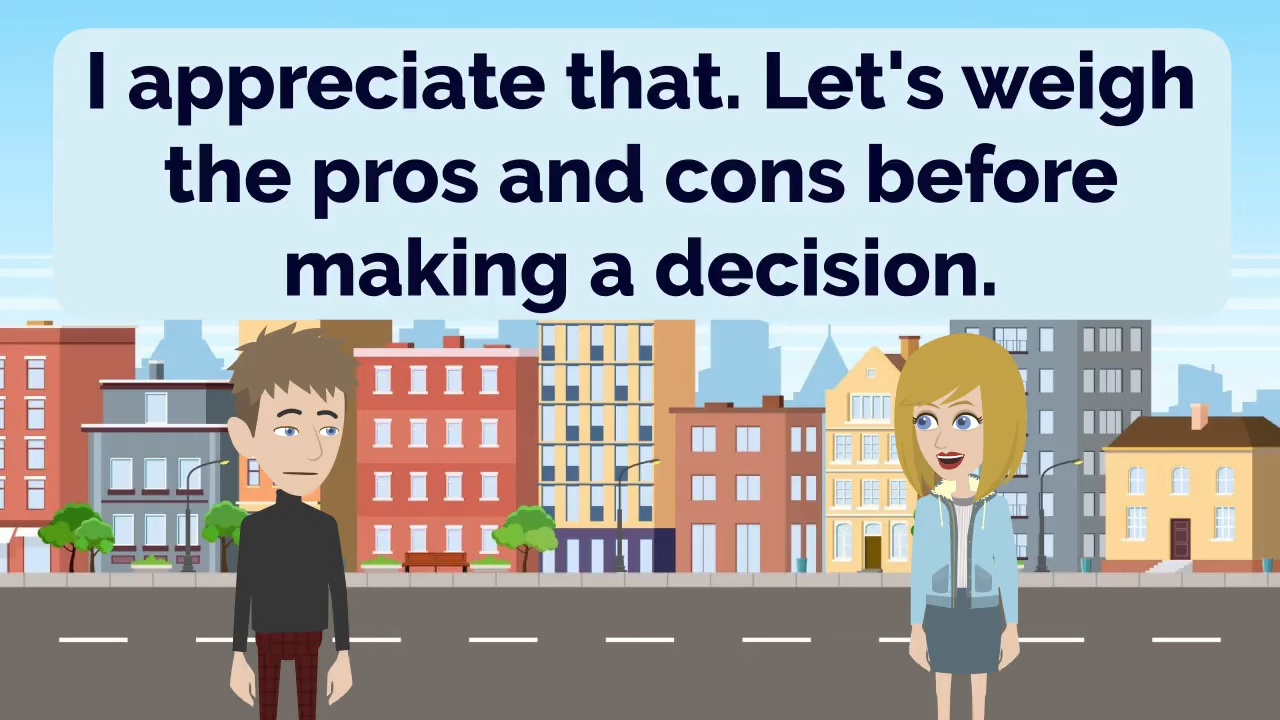 I appreciate that. Let's weigh
the pros and cons before
making a decision.